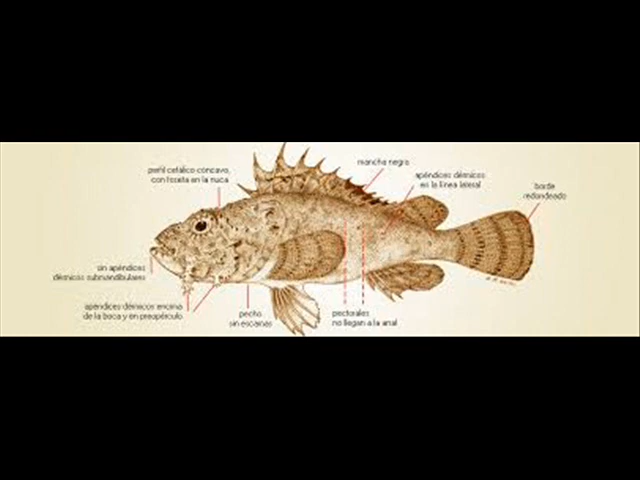 perfil cefálico cóncavo,
con foseta en la nuca
mancha negra
apéndices dérmicos
en la línea lateral
borde
redondeado
sin apéndices
dérmicos submandibulares
apéndices dérmicos encima
de la boca y en preopérculo
pecho
sin escamas
pectorales
no llegan a la anal